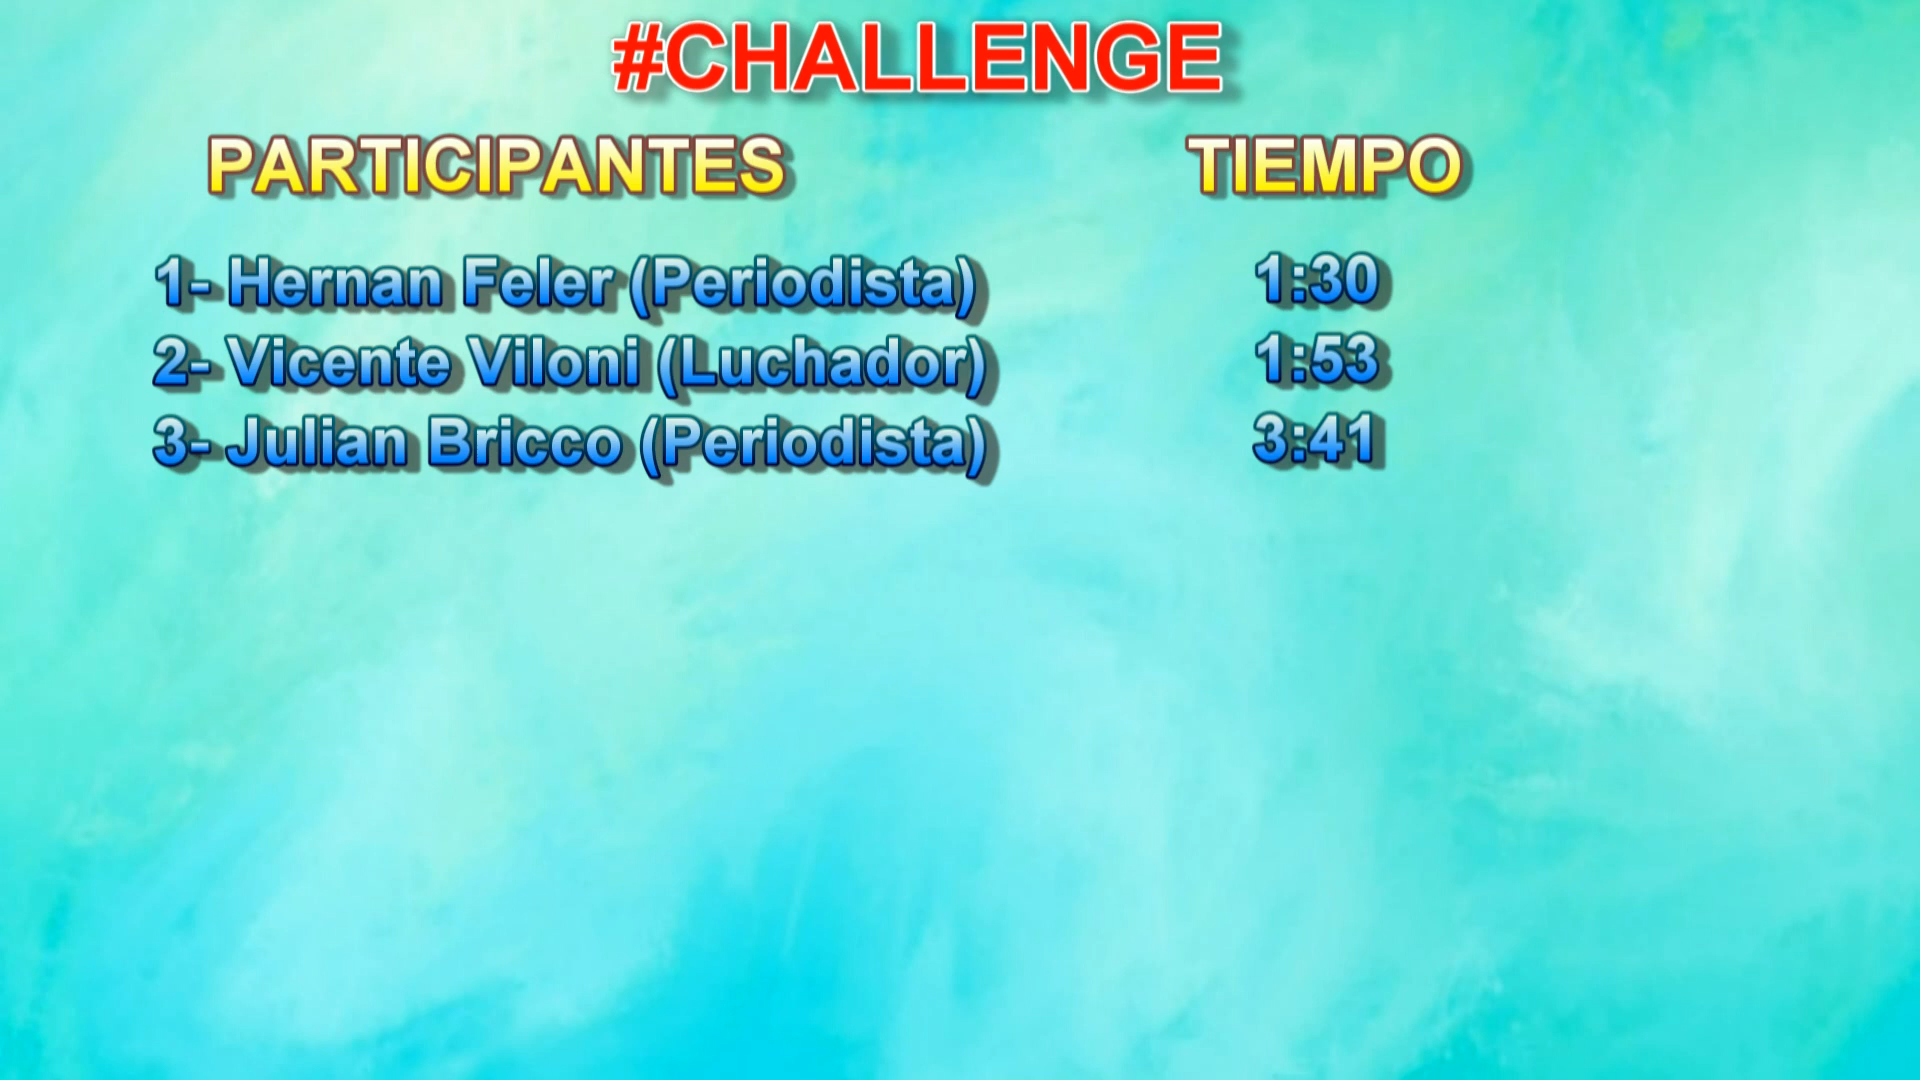 #CHALLENGE
PARTICIPANTES TIEMPO
1- Hernan Feler (Periodista) 1:30
2- Vicente Viloni (Luchador) 1:53
3- Julian Bricco (Periodista) 3:41